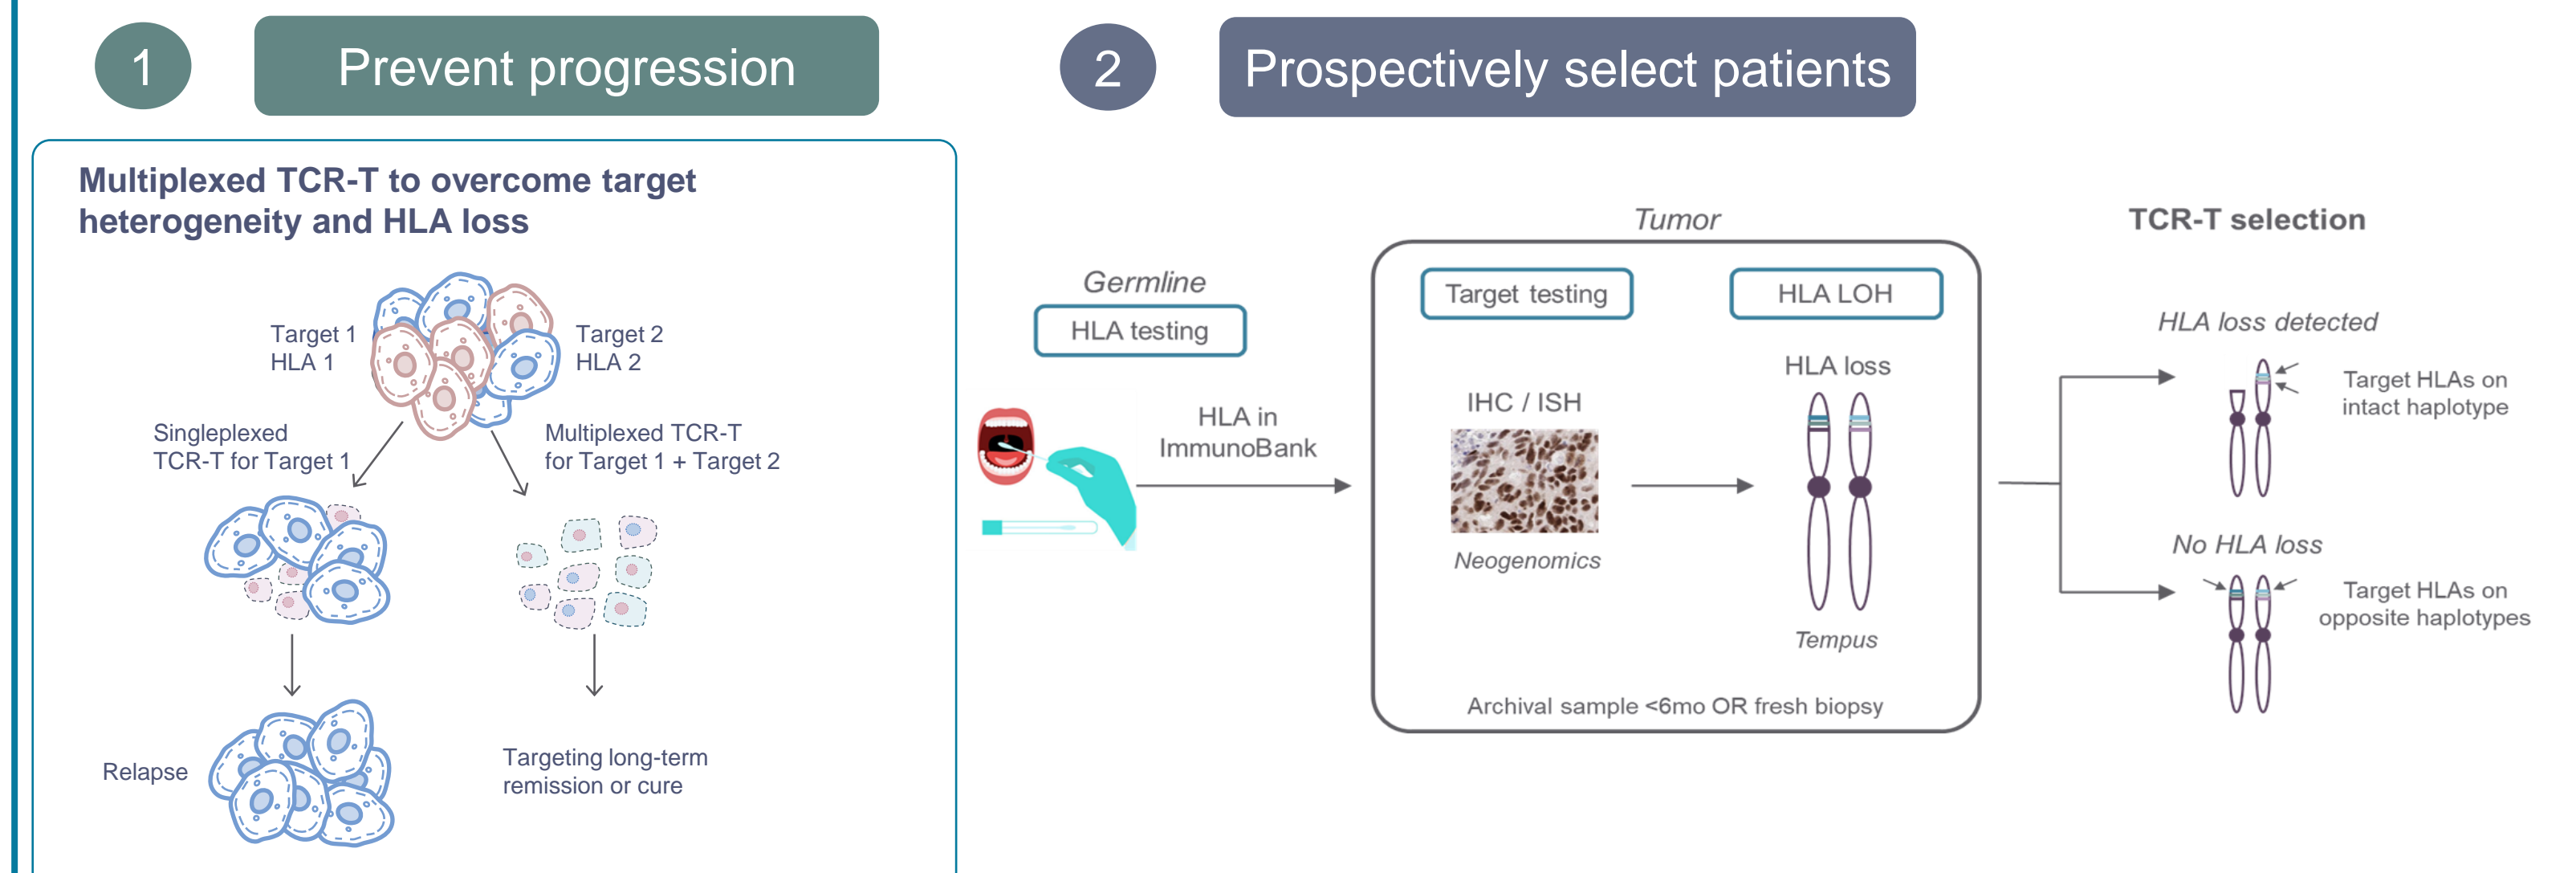 1
Prevent progression
Multiplexed TCR-T to overcome target
heterogeneity and HLA loss
Target 1
HLA 1
Target 2
HLA 2
Singleplexed
TCR-T for Target 1
Multiplexed TCR-T
for Target 1 + Target 2
Relapse
Targeting long-term
remission or cure
2
Prospectively select patients
Germline
HLA testing
HLA in
ImmunoBank
Tumor
Target testing
IHC / ISH
Neogenomics
HLA LOH
HLA loss
Tempus
Archival sample <6mo OR fresh biopsy
TCR-T selection
HLA loss detected
Target HLAs on
intact haplotype
No HLA loss
Target HLAs on
opposite haplotypes